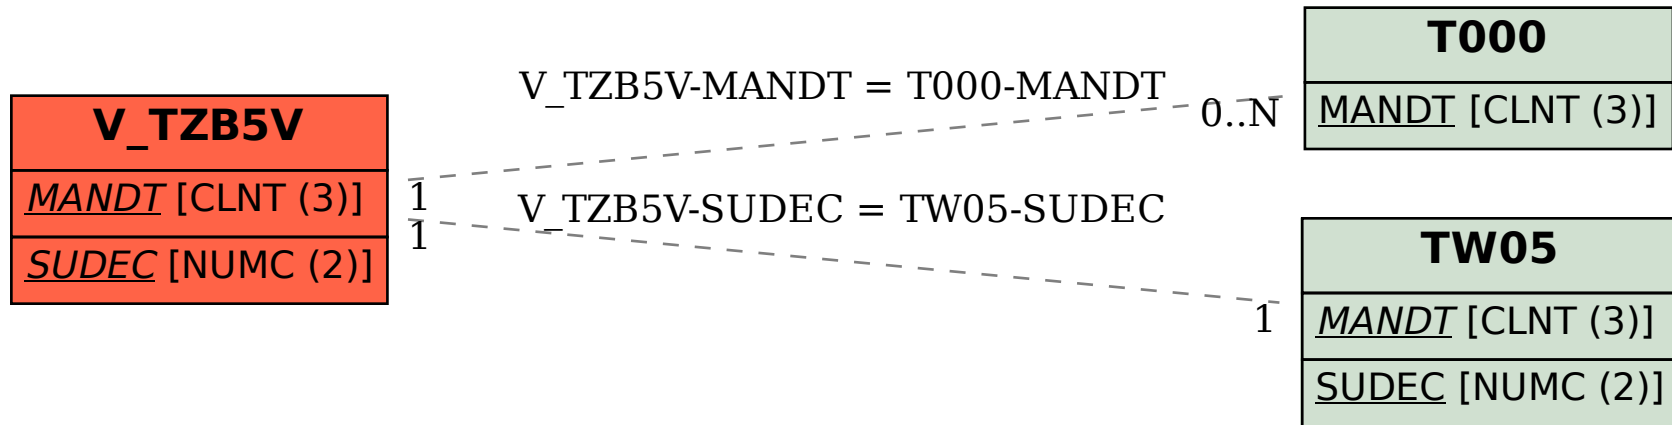 V_TZB5V
MANDT [CLNT (3)]
SUDEC [NUMC (2)]
V_TZB5V-MANDT = T000-MANDT
1
0..N
V_TZB5V-SUDEC = TW05-SUDEC
1
1
T000
MANDT [CLNT (3)]
TW05
MANDT [CLNT (3)]
SUDEC [NUMC (2)]